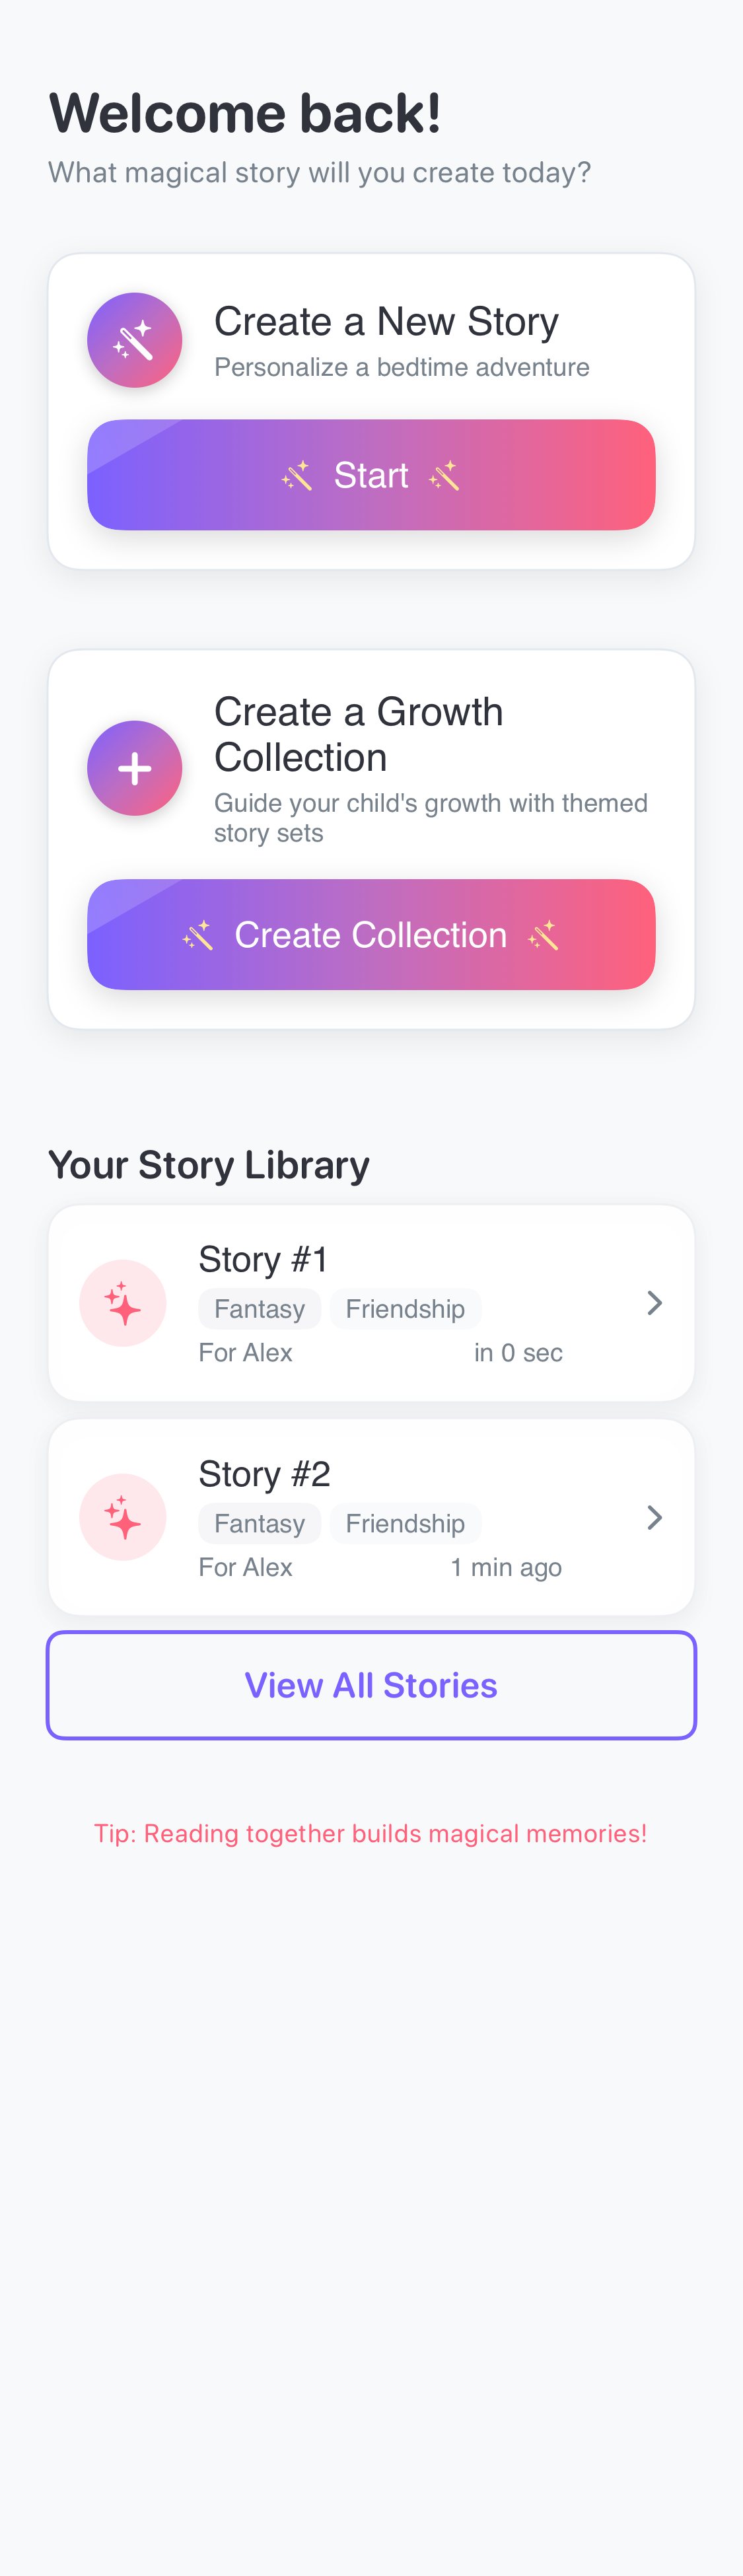 Welcome back!
What magical story will you create today?
Create a New Story
Personalize a bedtime adventure
Start
Create a Growth
Collection
Guide your child's growth with themed
story sets
Create Collection
Your Story Library
Story #1
Fantasy Friendship
For Alex in 0 sec
Story #2
Fantasy Friendship
For Alex 1 min ago
View All Stories
Tip: Reading together builds magical memories!